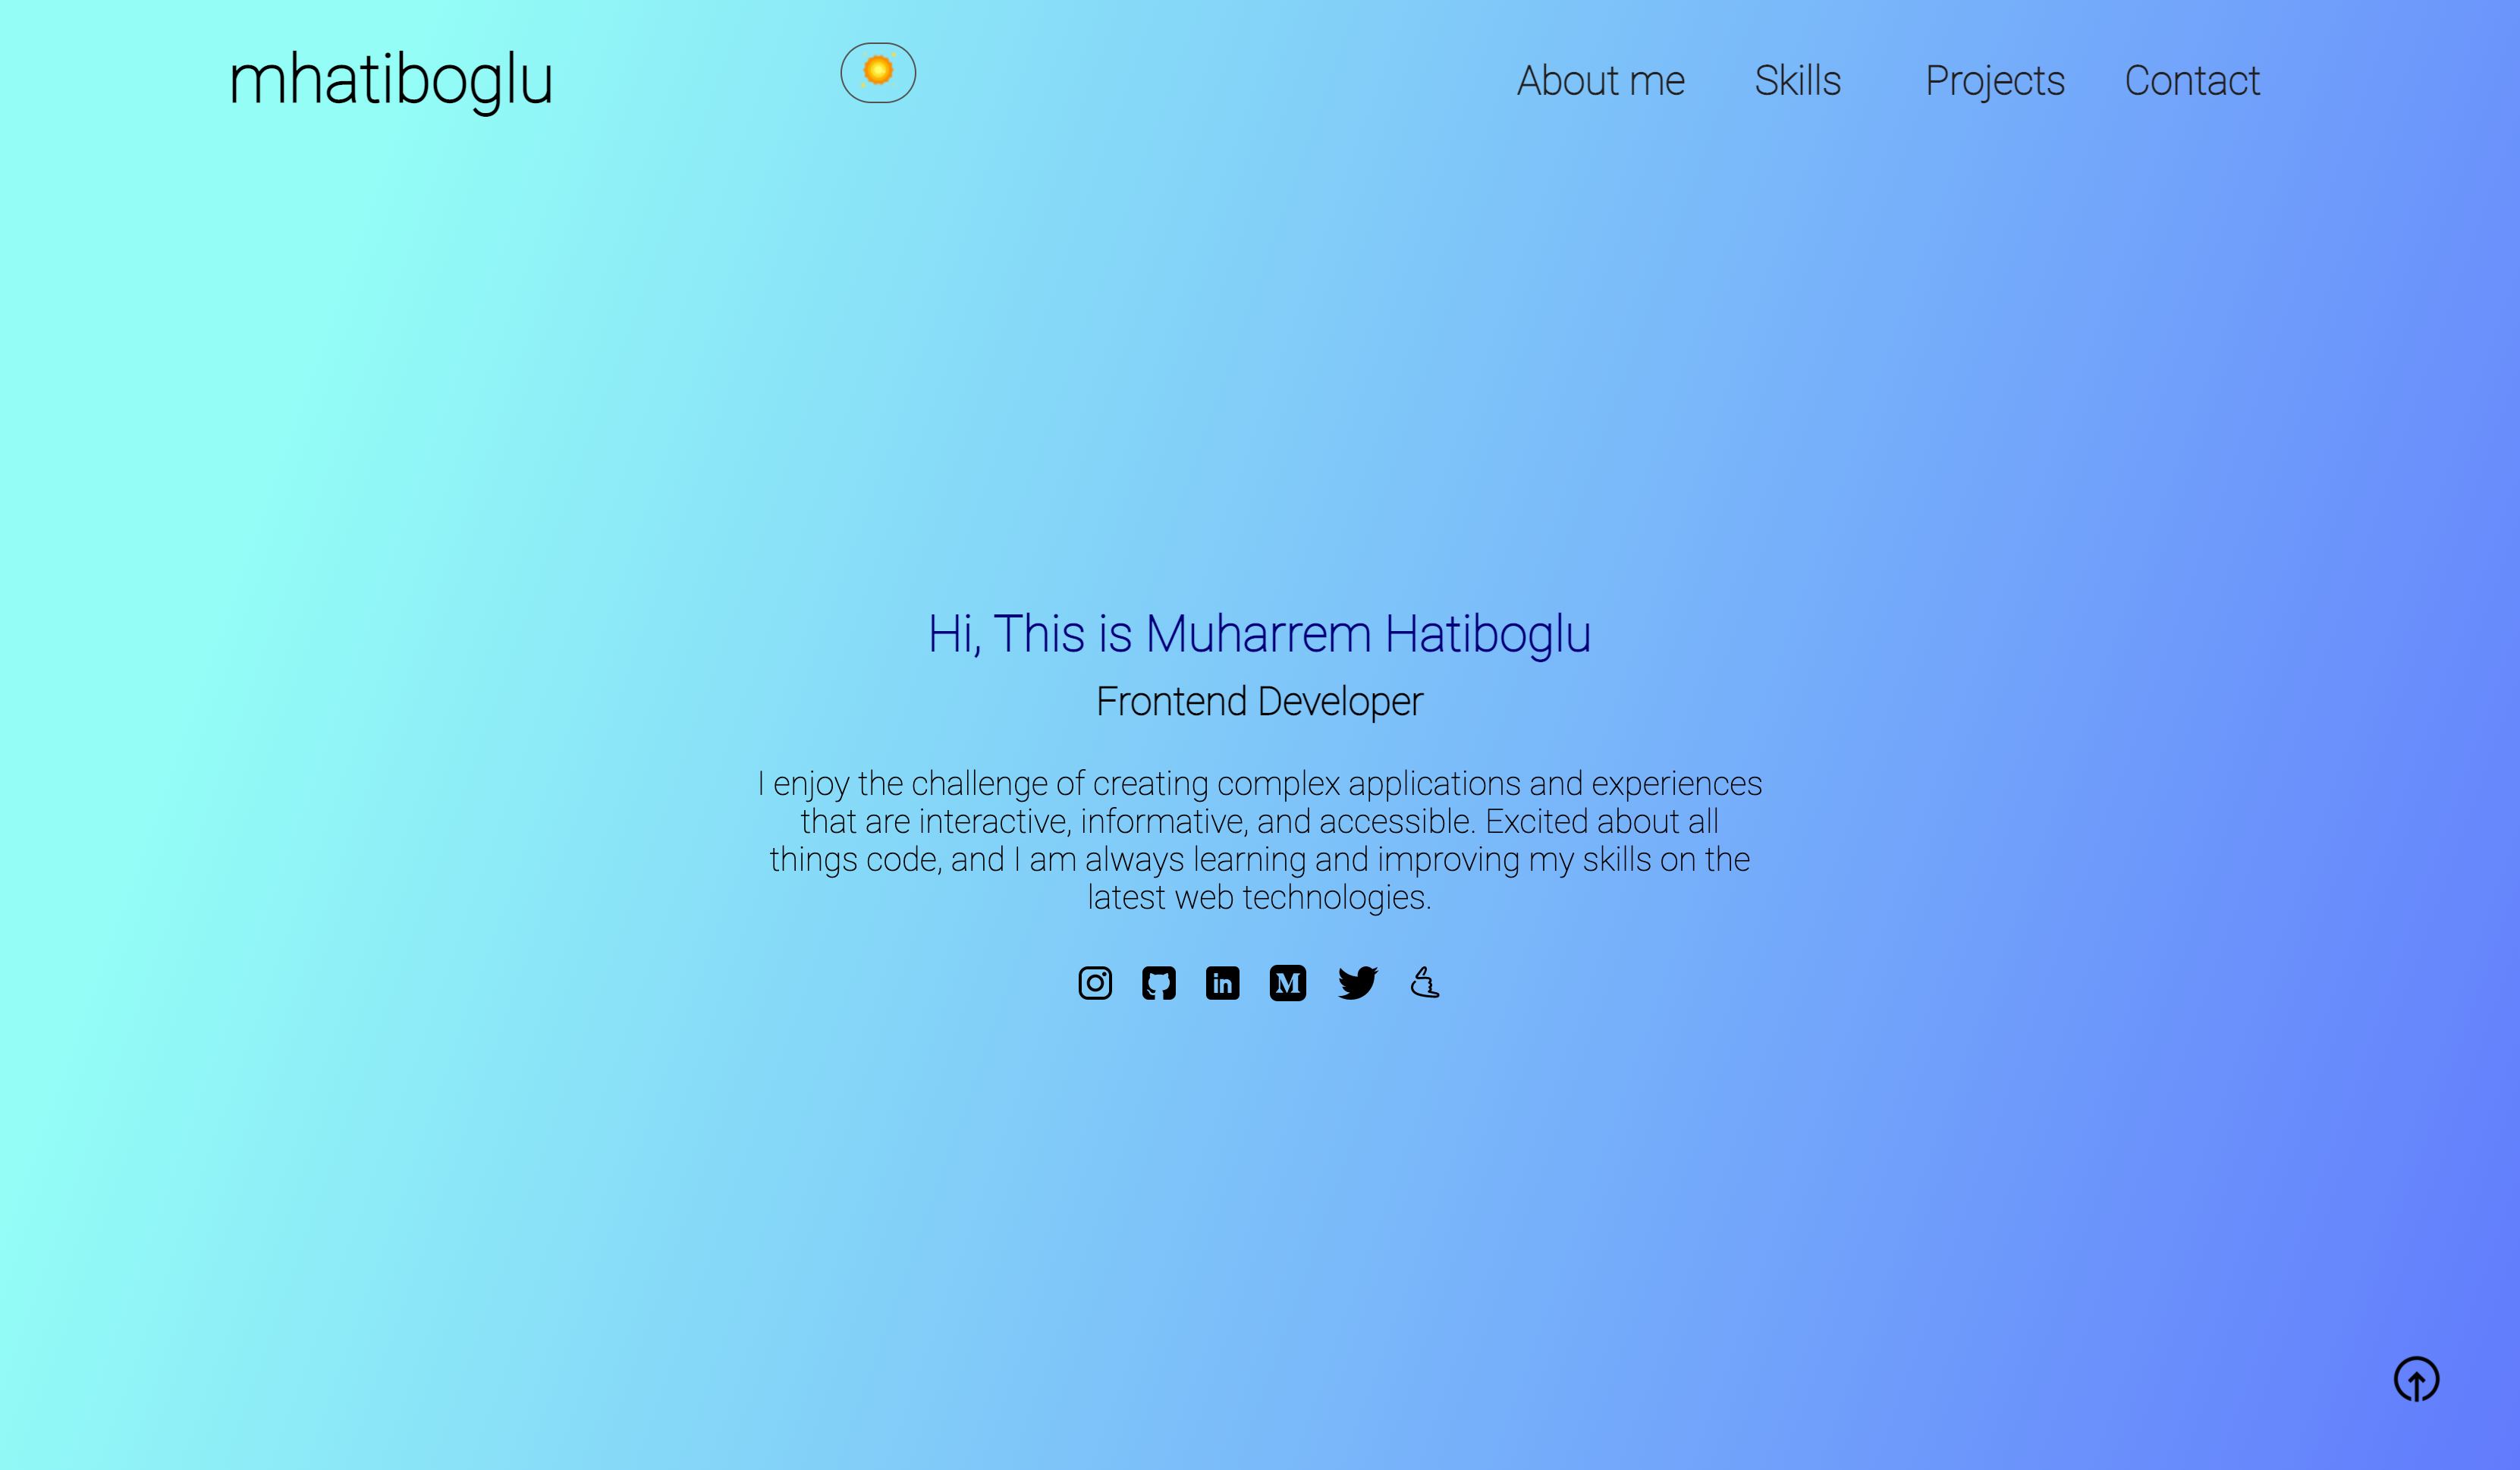 mhatiboglu
About me
Skills
Projects
Contact
Hi, This is Muharrem Hatiboglu
Frontend Developer
I enjoy the challenge of creating complex applications and experiences
that are interactive, informative, and accessible. Excited about all
things code, and I am always learning and improving my skills on the
latest web technologies.